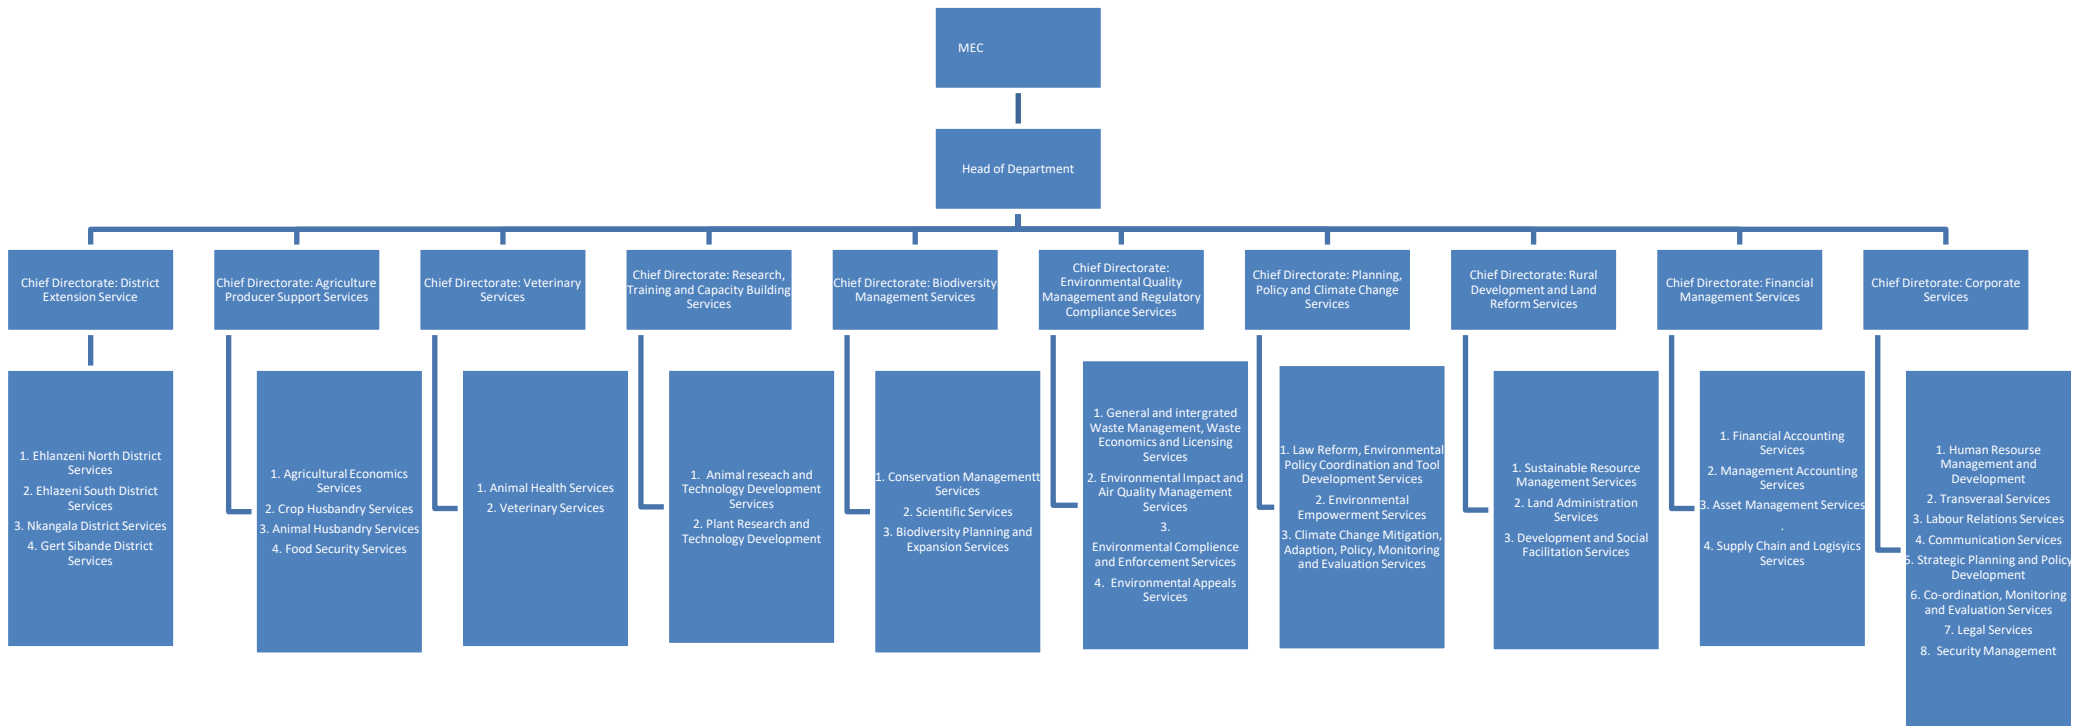 MEC
Head of Department
Chief Directorate: District
Extension Service
Chief Directorate: Agriculture
Producer Support Services
Chief Directorate: Veterinary
Services
Chief Directorate: Research,
Training and Capacity Building
Services
Chief Directorate: Biodiversity
Management Services
Chief Directorate:
Environmental Quality
Management and Regulatory
Compliance Services
Chief Directorate: Planning,
Policy and Climate Change
Services
Chief Directorate: Rural
Development and Land
Reform Services
Chief Directorate: Financial
Management Services
Chief Diretorate: Corporate
Services
1. Ehlanzeni North District
Services
2. Ehlazeni South District
Services
3. Nkangala District Services
4. Gert Sibande District
Services
1. Agricultural Economics
Services
2. Crop Husbandry Services
3. Animal Husbandry Services
4. Food Security Services
1. Animal Health Services
2. Veterinary Services
1. Animal reseach and
Technology Development
Services
2. Plant Research and
Technology Development
1. Conservation Managementt
Services
2. Scientific Services
3. Biodiversity Planning and
Expansion Services
1. General and intergrated
Waste Management, Waste
Economics and Licensing
Services
2. Environmental Impact and
Air Quality Management
Services
3.
Environmental Complience
and Enforcement Services
4. Environmental Appeals
Services
1. Law Reform, Environmental
Policy Coordination and Tool
Development Services
2. Environmental
Empowerment Services
3. Climate Change Mitigation,
Adaption, Policy, Monitoring
and Evaluation Services
1. Sustainable Resource
Management Services
2. Land Administration
Services
3. Development and Social
Facilitation Services
1. Financial Accounting
Services
2. Management Accounting
Services
3. Asset Management Services
.
4. Supply Chain and Logisyics
Services
1. Human Resourse
Management and
Development
2. Transveraal Services
3. Labour Relations Services
4. Communication Services
5. Strategic Planning and Policy
Development
6. Co-ordination, Monitoring
and Evaluation Services
7. Legal Services
8. Security Management